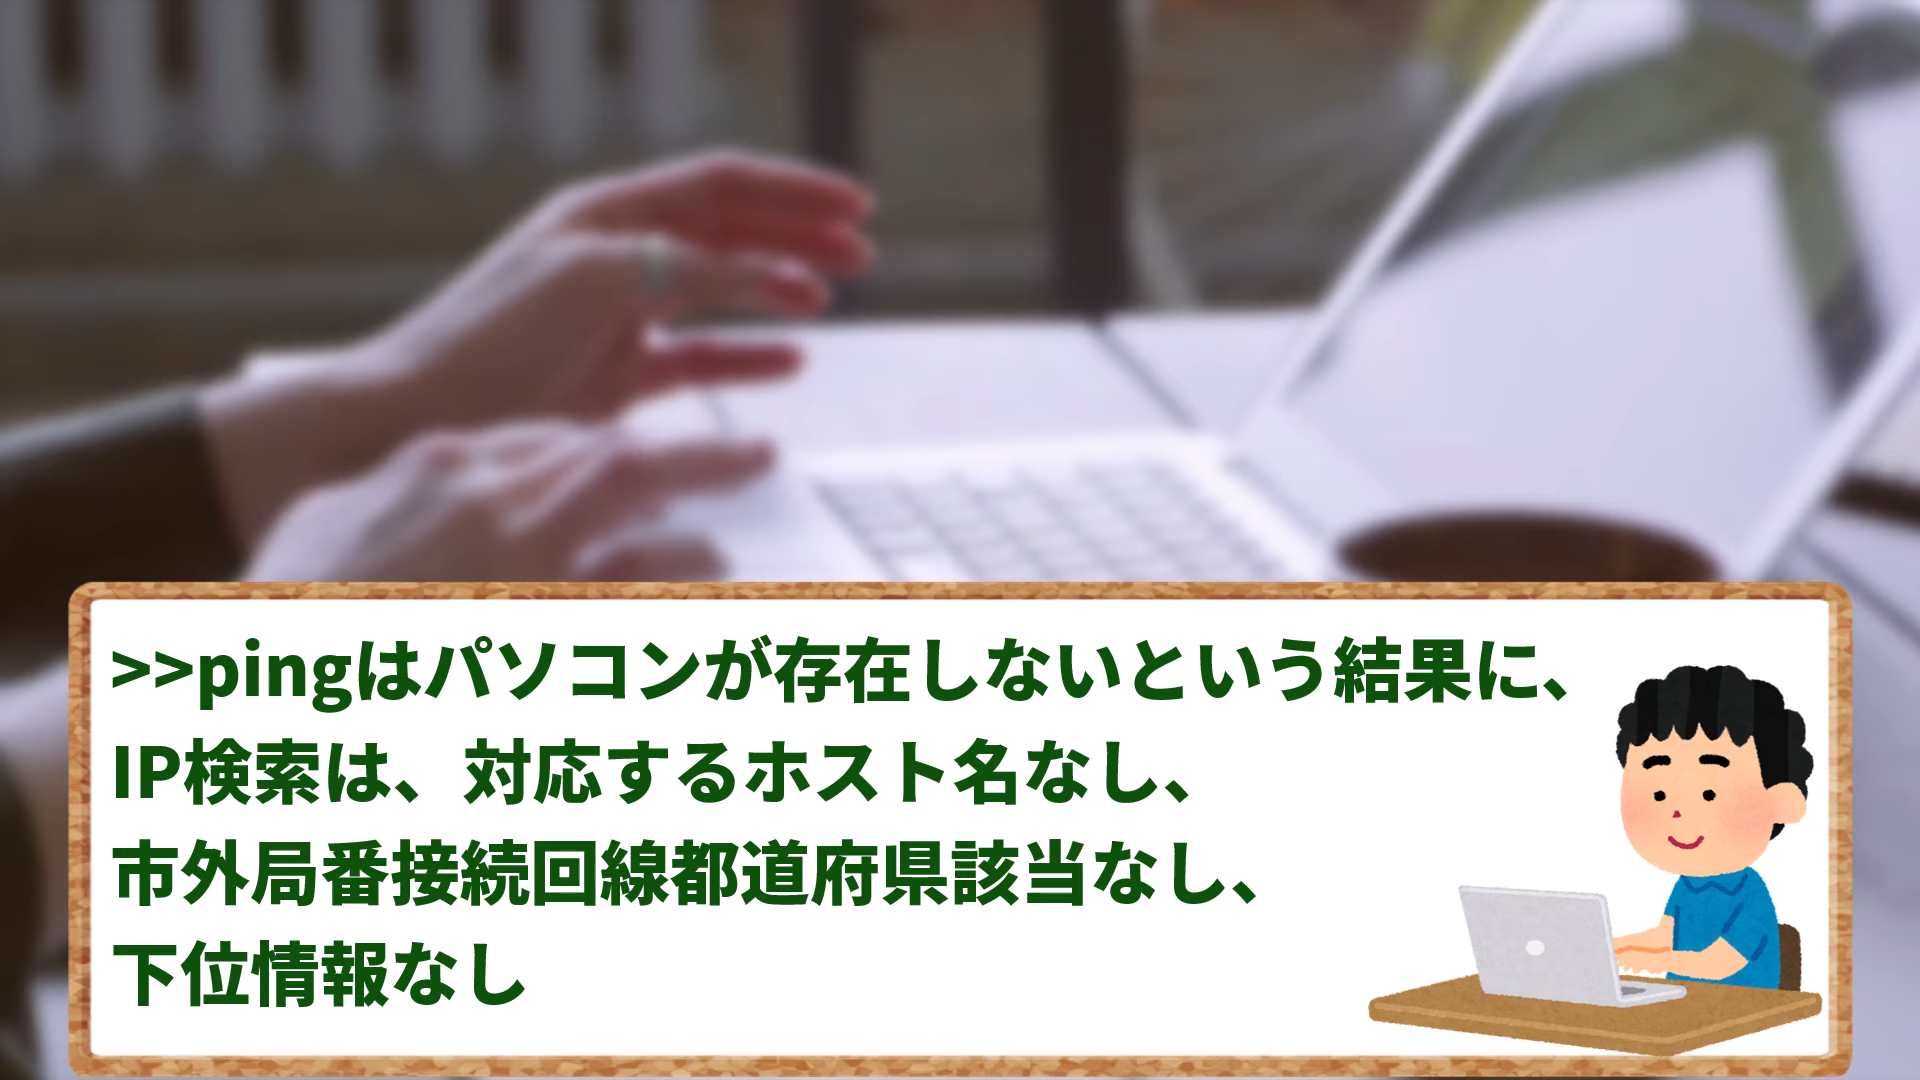 >>pingはパソコンが存在しないという結果に、
IP検索は、対応するホスト名なし、
市外局番接続回線都道府県該当なし、
下位情報なし